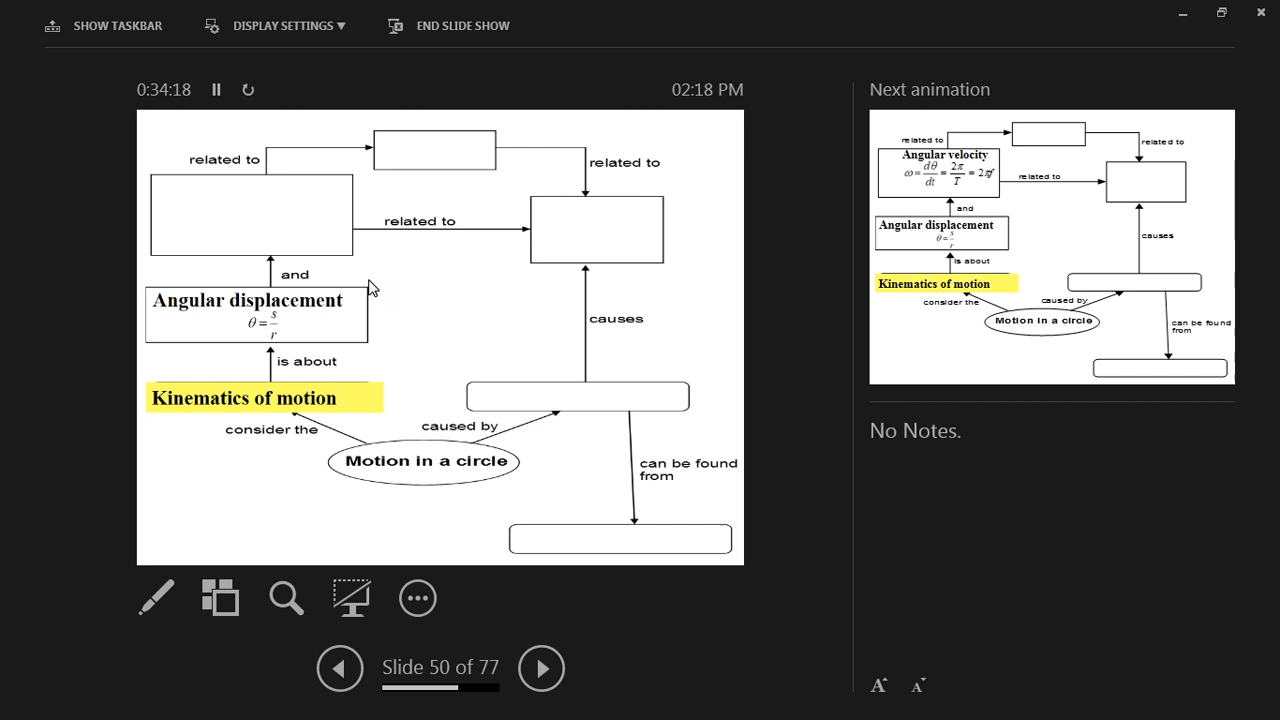 SHOW TASKBAR
DISPLAY SETTINGS ▼
END SLIDE SHOW
0:34:18
02:18 PM
related to
related to
related to
and
Angular displacement
θ = s/r
causes
is about
Kinematics of motion
consider the
caused by
Motion in a circle
can be found
from
Slide 50 of 77
Next animation
related to
related to
Angular velocity
ω = dθ/dt = 2π/T = 2πf
related to
and
Angular displacement
θ = s/r
causes
is about
Kinematics of motion
consider the
caused by
Motion in a circle
can be found
from
No Notes.
A A